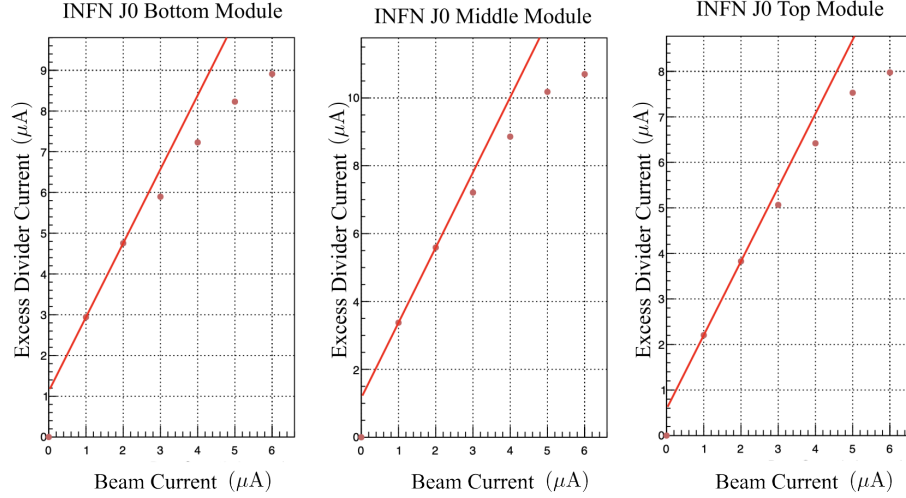 INFN J0 Bottom Module
Excess Divider Current (μA)
9
8
7
6
5
4
3
2
1
0
0 1 2 3 4 5 6
Beam Current (μA)
INFN J0 Middle Module
Excess Divider Current (μA)
10
8
6
4
2
0
0 1 2 3 4 5 6
Beam Current (μA)
INFN J0 Top Module
Excess Divider Current (μA)
8
7
6
5
4
3
2
1
0
0 1 2 3 4 5 6
Beam Current (μA)